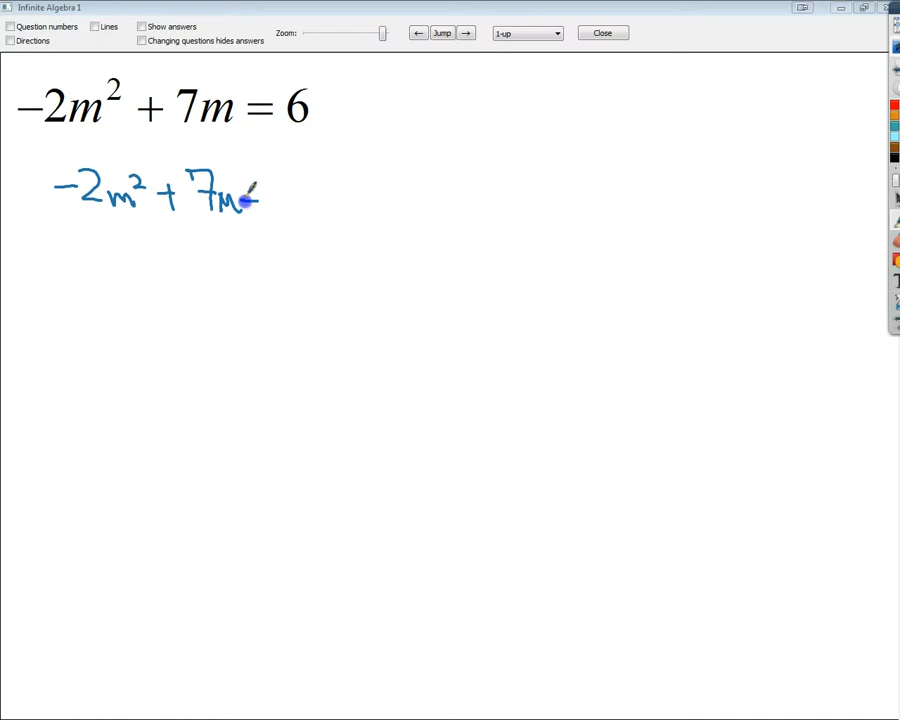 Infinite Algebra 1
Question numbers Lines Show answers
Directions Changing questions hides answers
Zoom: ← Jump → 1-up Close
−2m² + 7m = 6
-2m² + 7m-